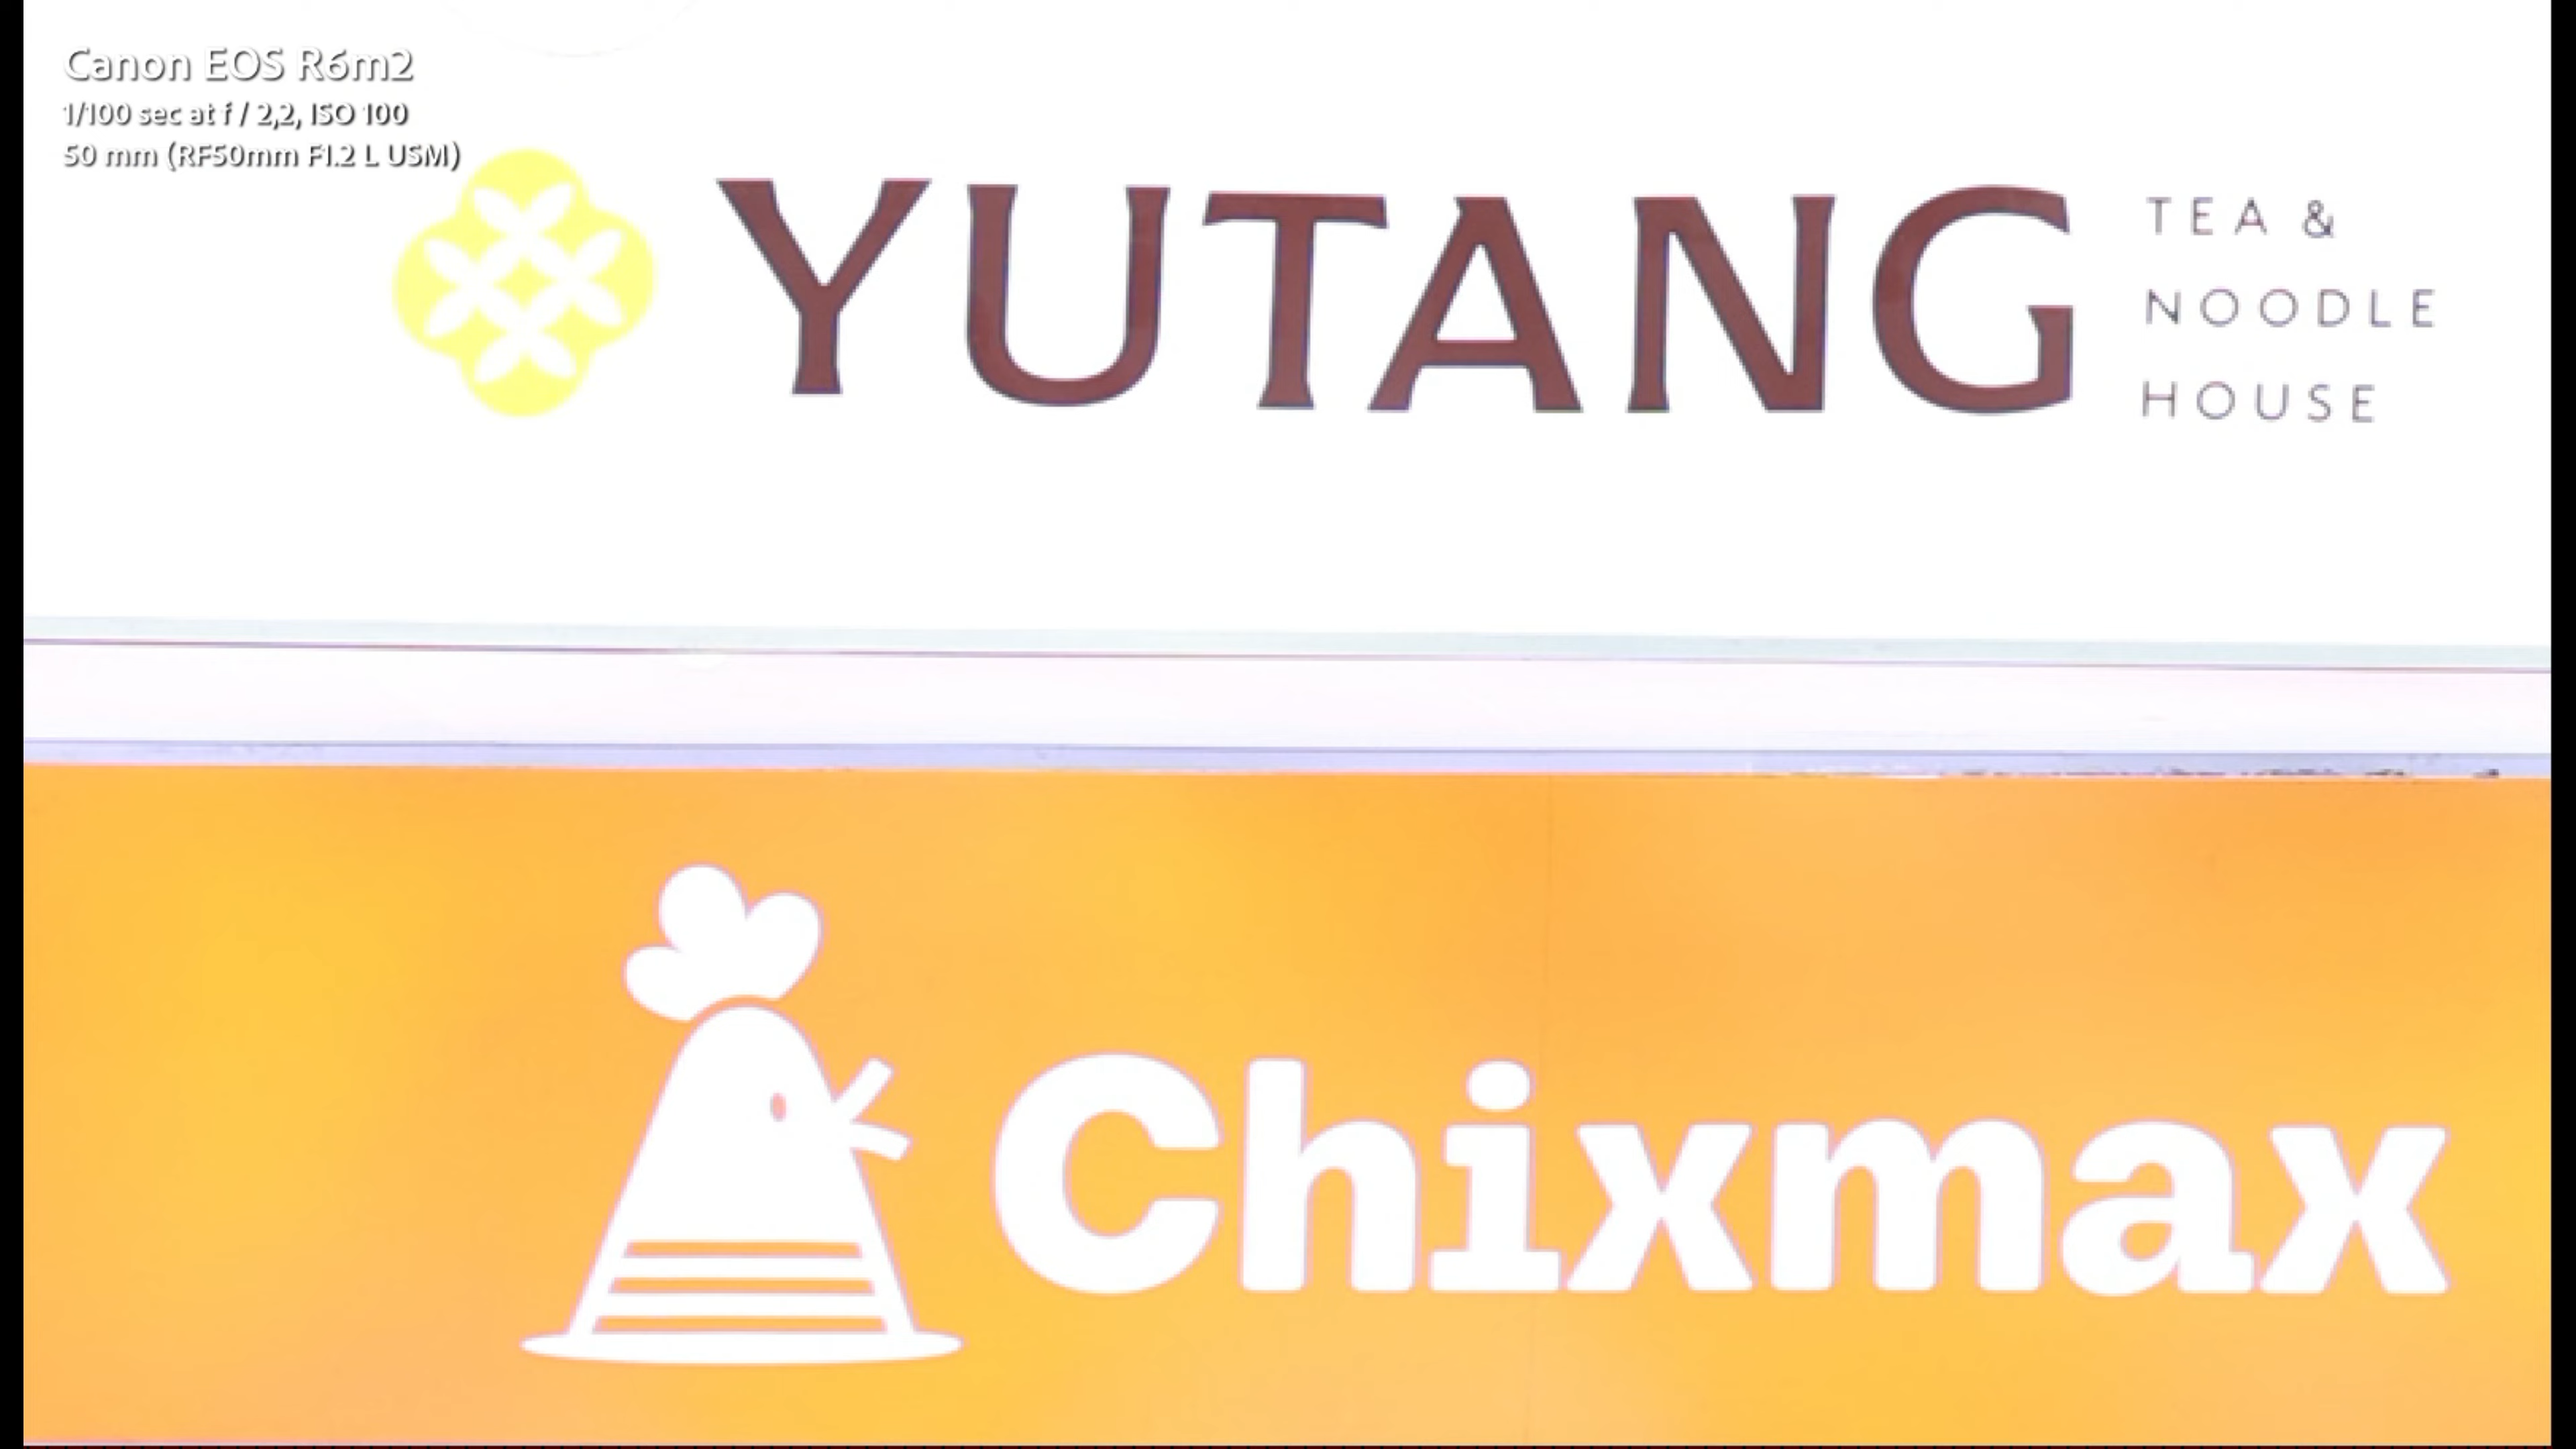 Canon EOS R6m2
1/100 sec at f / 2,2, ISO 100
50 mm (RF50mm F1.2 L USM)
YUTANG
TEA &
NOODLE
HOUSE
Chixmax